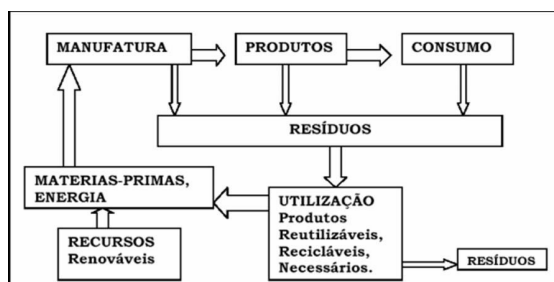 MANUFATURA
PRODUTOS
CONSUMO
RESÍDUOS
MATERIAS-PRIMAS,
ENERGIA
RECURSOS
Renováveis
UTILIZAÇÃO
Produtos
Reutilizáveis,
Recicláveis,
Necessários.
RESÍDUOS